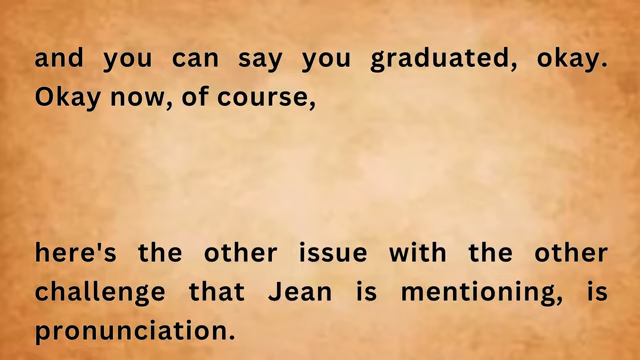 and you can say you graduated, okay.
Okay now, of course,
here's the other issue with the other
challenge that Jean is mentioning, is
pronunciation.